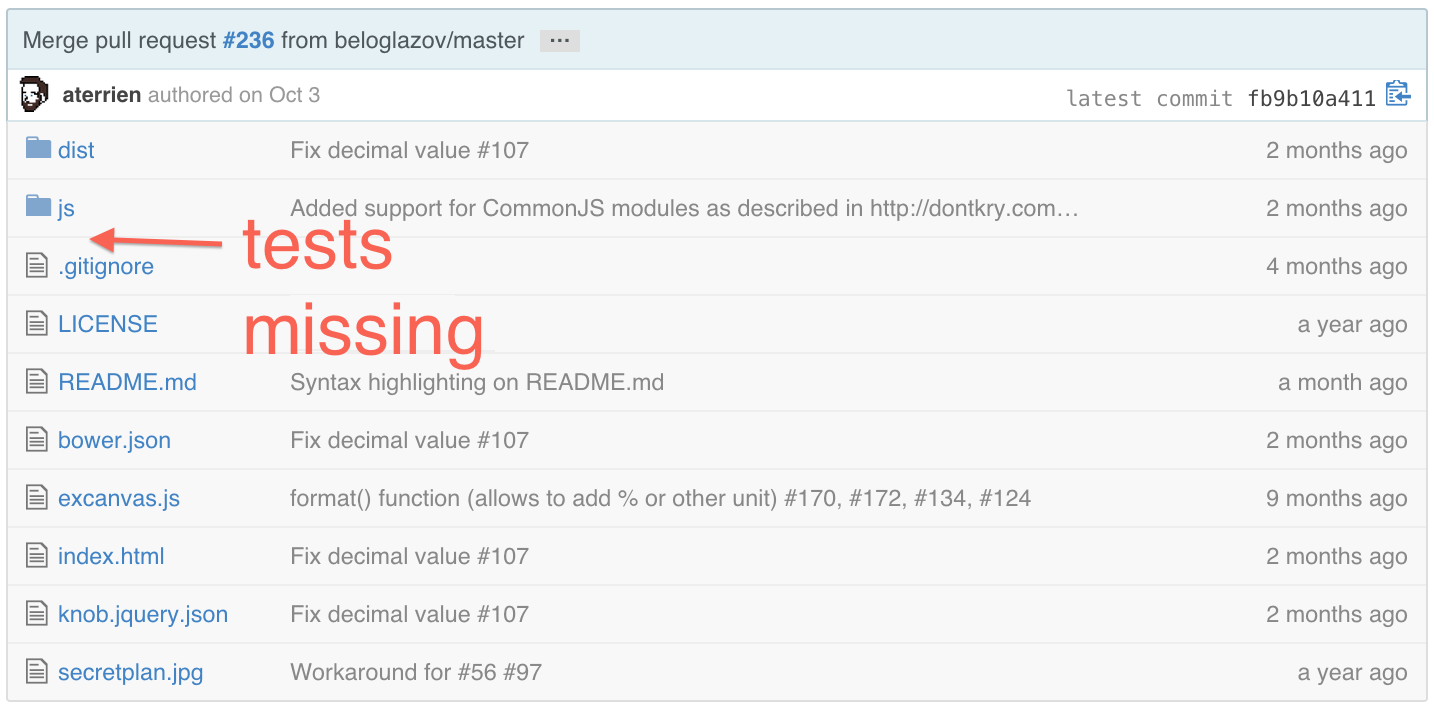 Merge pull request #236 from beloglazov/master ...
aterrien authored on Oct 3 latest commit fb9b10a411
dist Fix decimal value #107 2 months ago
js Added support for CommonJS modules as described in http://dontkry.com… 2 months ago
tests
.gitignore 4 months ago
LICENSE a year ago
missing
README.md Syntax highlighting on README.md a month ago
bower.json Fix decimal value #107 2 months ago
excanvas.js format() function (allows to add % or other unit) #170, #172, #134, #124 9 months ago
index.html Fix decimal value #107 2 months ago
knob.jquery.json Fix decimal value #107 2 months ago
secretplan.jpg Workaround for #56 #97 a year ago